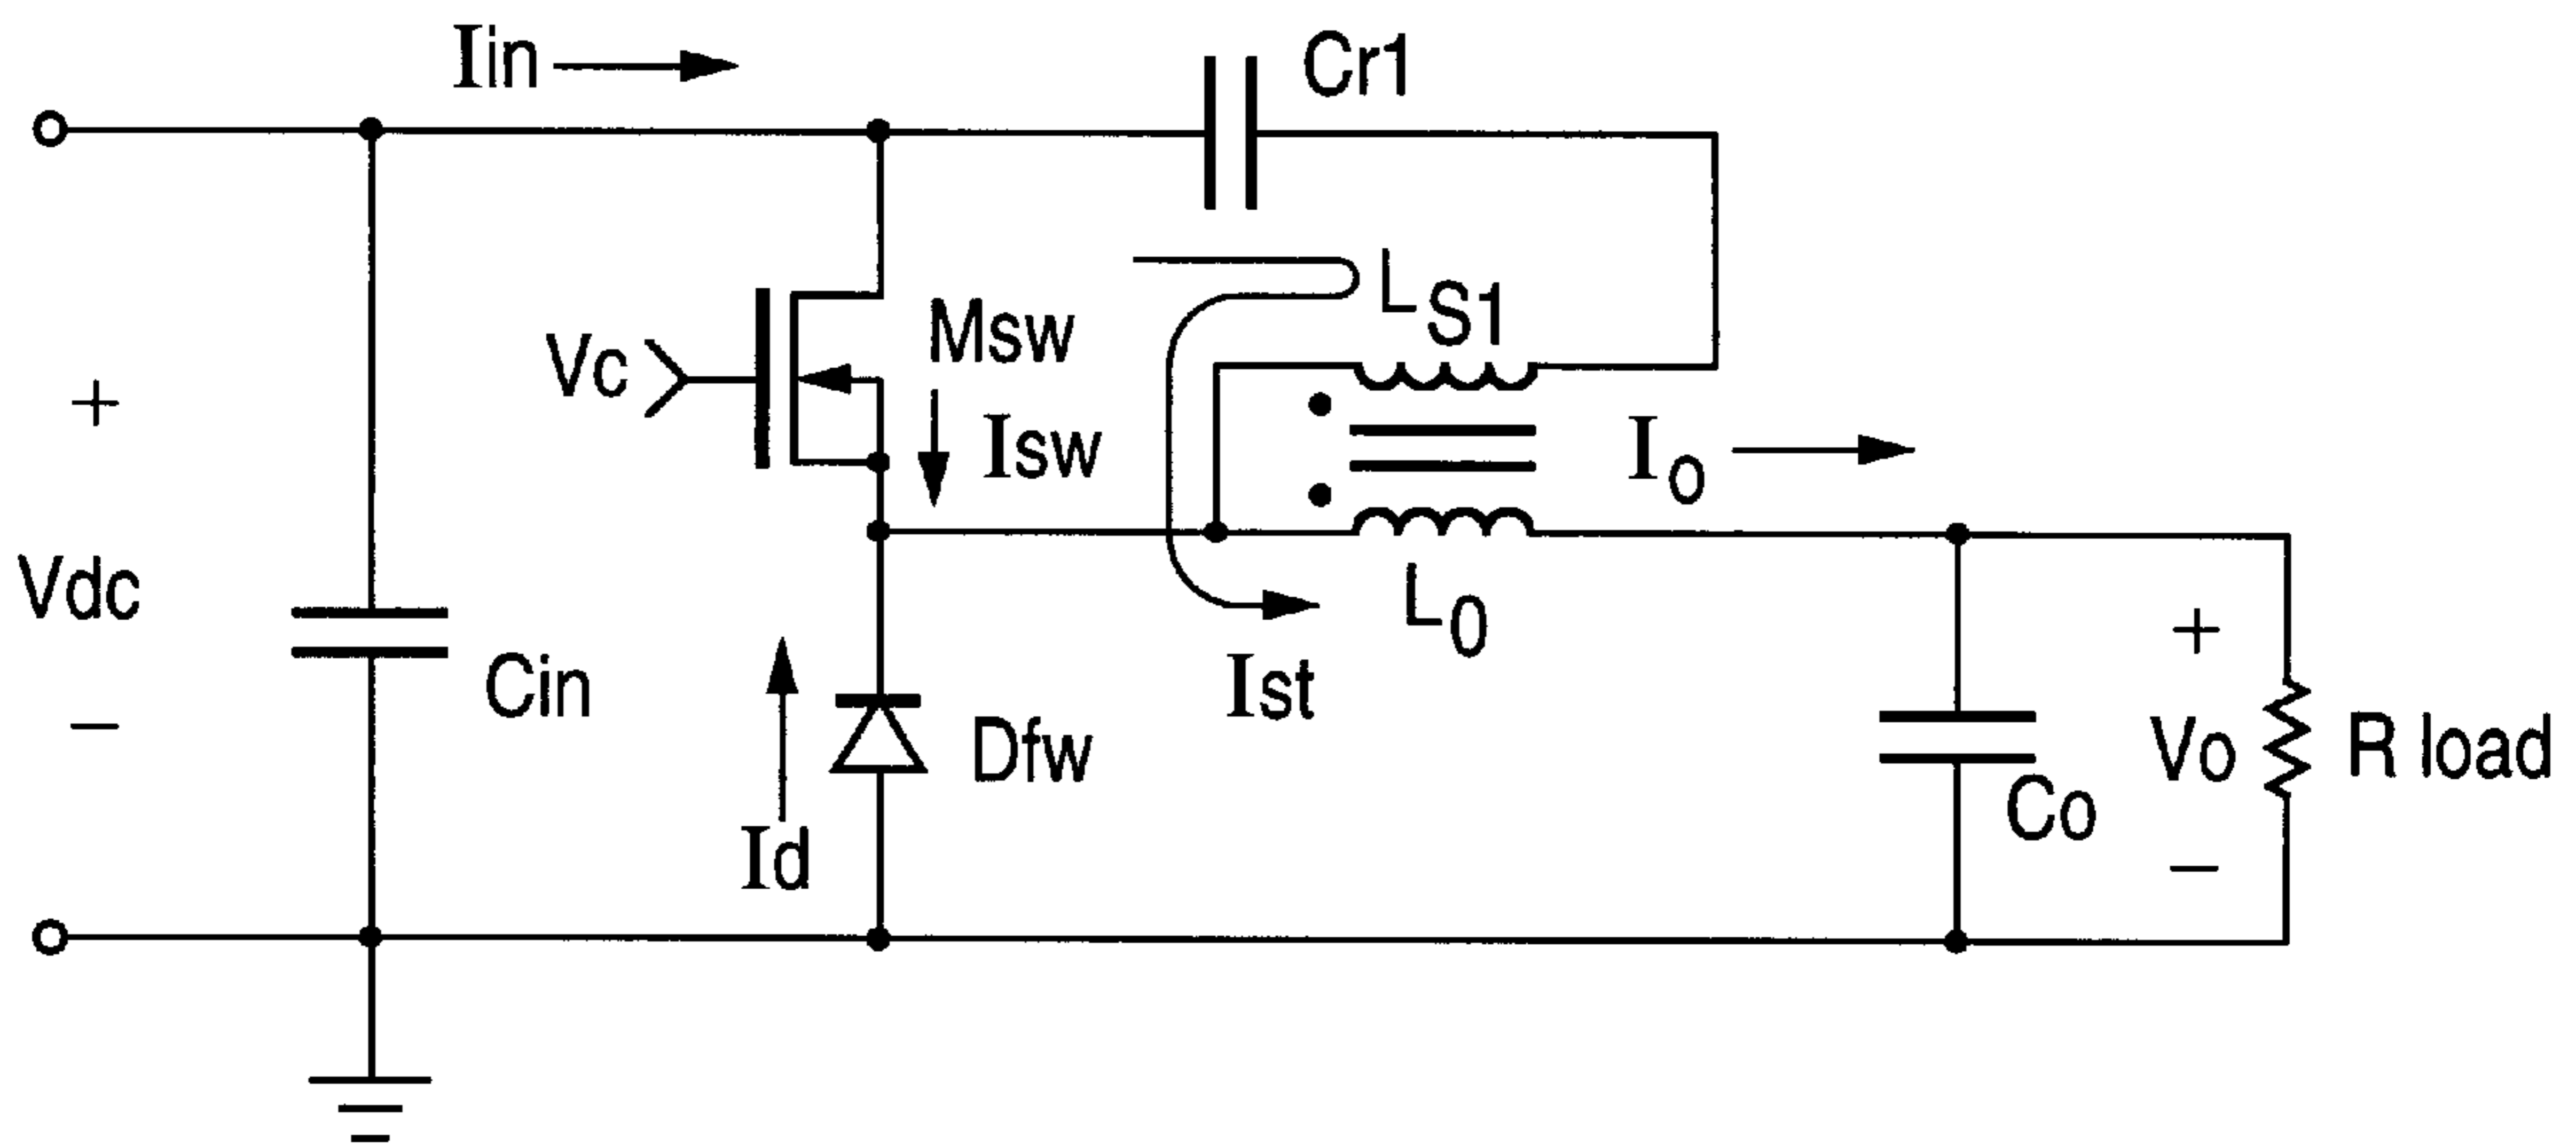 Iin
Cr1
LS1
Msw
Vc
Isw
Io
+
Vdc
−
Cin
L0
Ist
+
Vo
−
R load
Dfw
Co
Id